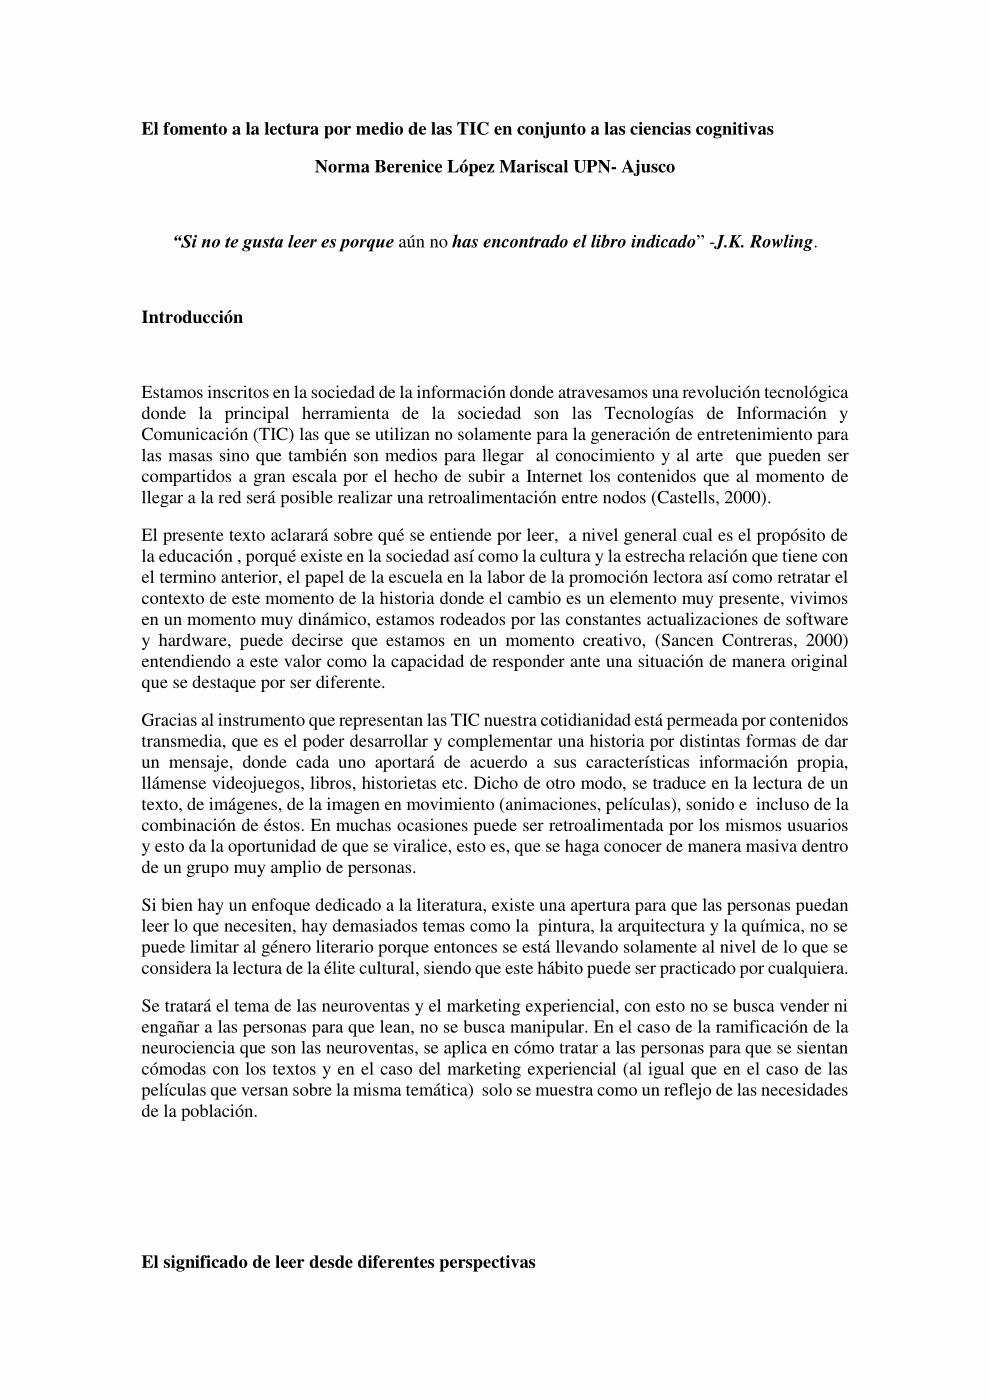 El fomento a la lectura por medio de las TIC en conjunto a las ciencias cognitivas
Norma Berenice López Mariscal UPN- Ajusco
“Si no te gusta leer es porque aún no has encontrado el libro indicado” -J.K. Rowling.
Introducción
Estamos inscritos en la sociedad de la información donde atravesamos una revolución tecnológica
donde la principal herramienta de la sociedad son las Tecnologías de Información y
Comunicación (TIC) las que se utilizan no solamente para la generación de entretenimiento para
las masas sino que también son medios para llegar al conocimiento y al arte que pueden ser
compartidos a gran escala por el hecho de subir a Internet los contenidos que al momento de
llegar a la red será posible realizar una retroalimentación entre nodos (Castells, 2000).
El presente texto aclarará sobre qué se entiende por leer, a nivel general cual es el propósito de
la educación , porqué existe en la sociedad así como la cultura y la estrecha relación que tiene con
el termino anterior, el papel de la escuela en la labor de la promoción lectora así como retratar el
contexto de este momento de la historia donde el cambio es un elemento muy presente, vivimos
en un momento muy dinámico, estamos rodeados por las constantes actualizaciones de software
y hardware, puede decirse que estamos en un momento creativo, (Sancen Contreras, 2000)
entendiendo a este valor como la capacidad de responder ante una situación de manera original
que se destaque por ser diferente.
Gracias al instrumento que representan las TIC nuestra cotidianidad está permeada por contenidos
transmedia, que es el poder desarrollar y complementar una historia por distintas formas de dar
un mensaje, donde cada uno aportará de acuerdo a sus características información propia,
llámense videojuegos, libros, historietas etc. Dicho de otro modo, se traduce en la lectura de un
texto, de imágenes, de la imagen en movimiento (animaciones, películas), sonido e incluso de la
combinación de éstos. En muchas ocasiones puede ser retroalimentada por los mismos usuarios
y esto da la oportunidad de que se viralice, esto es, que se haga conocer de manera masiva dentro
de un grupo muy amplio de personas.
Si bien hay un enfoque dedicado a la literatura, existe una apertura para que las personas puedan
leer lo que necesiten, hay demasiados temas como la pintura, la arquitectura y la química, no se
puede limitar al género literario porque entonces se está llevando solamente al nivel de lo que se
considera la lectura de la élite cultural, siendo que este hábito puede ser practicado por cualquiera.
Se tratará el tema de las neuroventas y el marketing experiencial, con esto no se busca vender ni
engañar a las personas para que lean, no se busca manipular. En el caso de la ramificación de la
neurociencia que son las neuroventas, se aplica en cómo tratar a las personas para que se sientan
cómodas con los textos y en el caso del marketing experiencial (al igual que en el caso de las
películas que versan sobre la misma temática) solo se muestra como un reflejo de las necesidades
de la población.
El significado de leer desde diferentes perspectivas